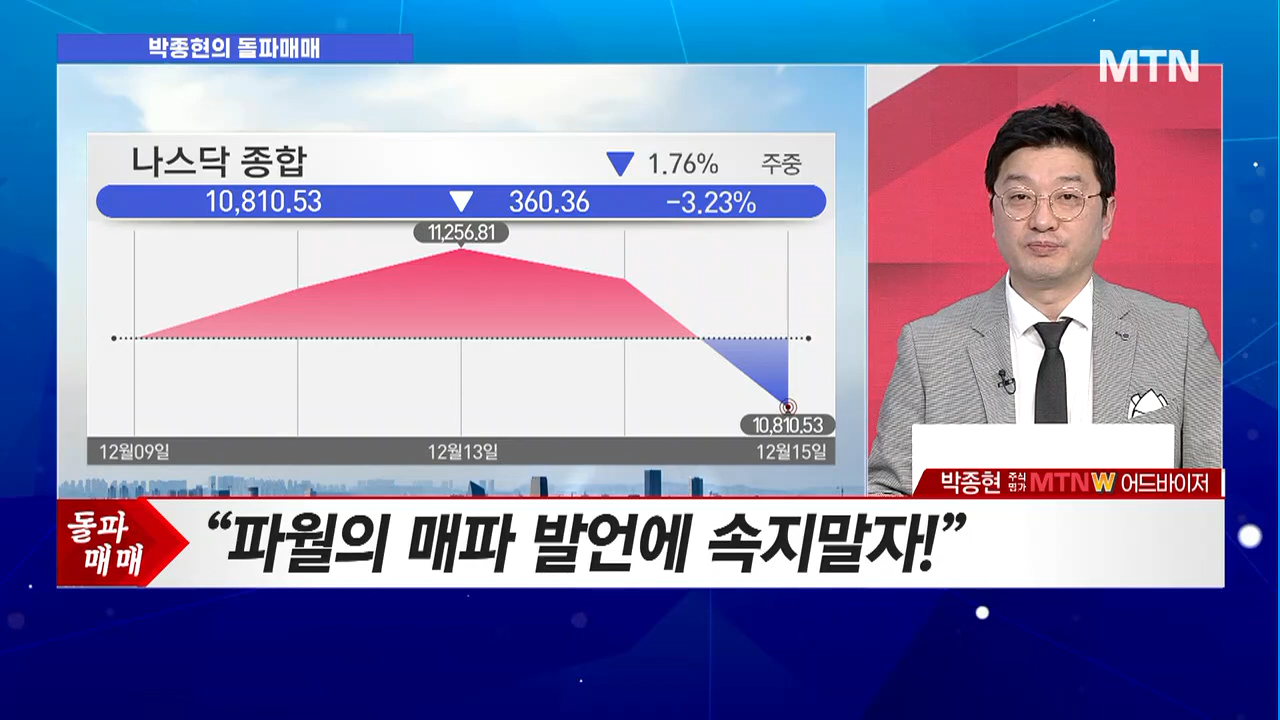 박종현의 돌파매매
MTN
나스닥 종합
▼ 1.76% 주중
10,810.53 ▼ 360.36 -3.23%
11,256.81
10,810.53
12월09일 12월13일 12월15일
박종현 주식명가 MTNW 어드바이저
돌파
매매
“파월의 매파 발언에 속지말자!”